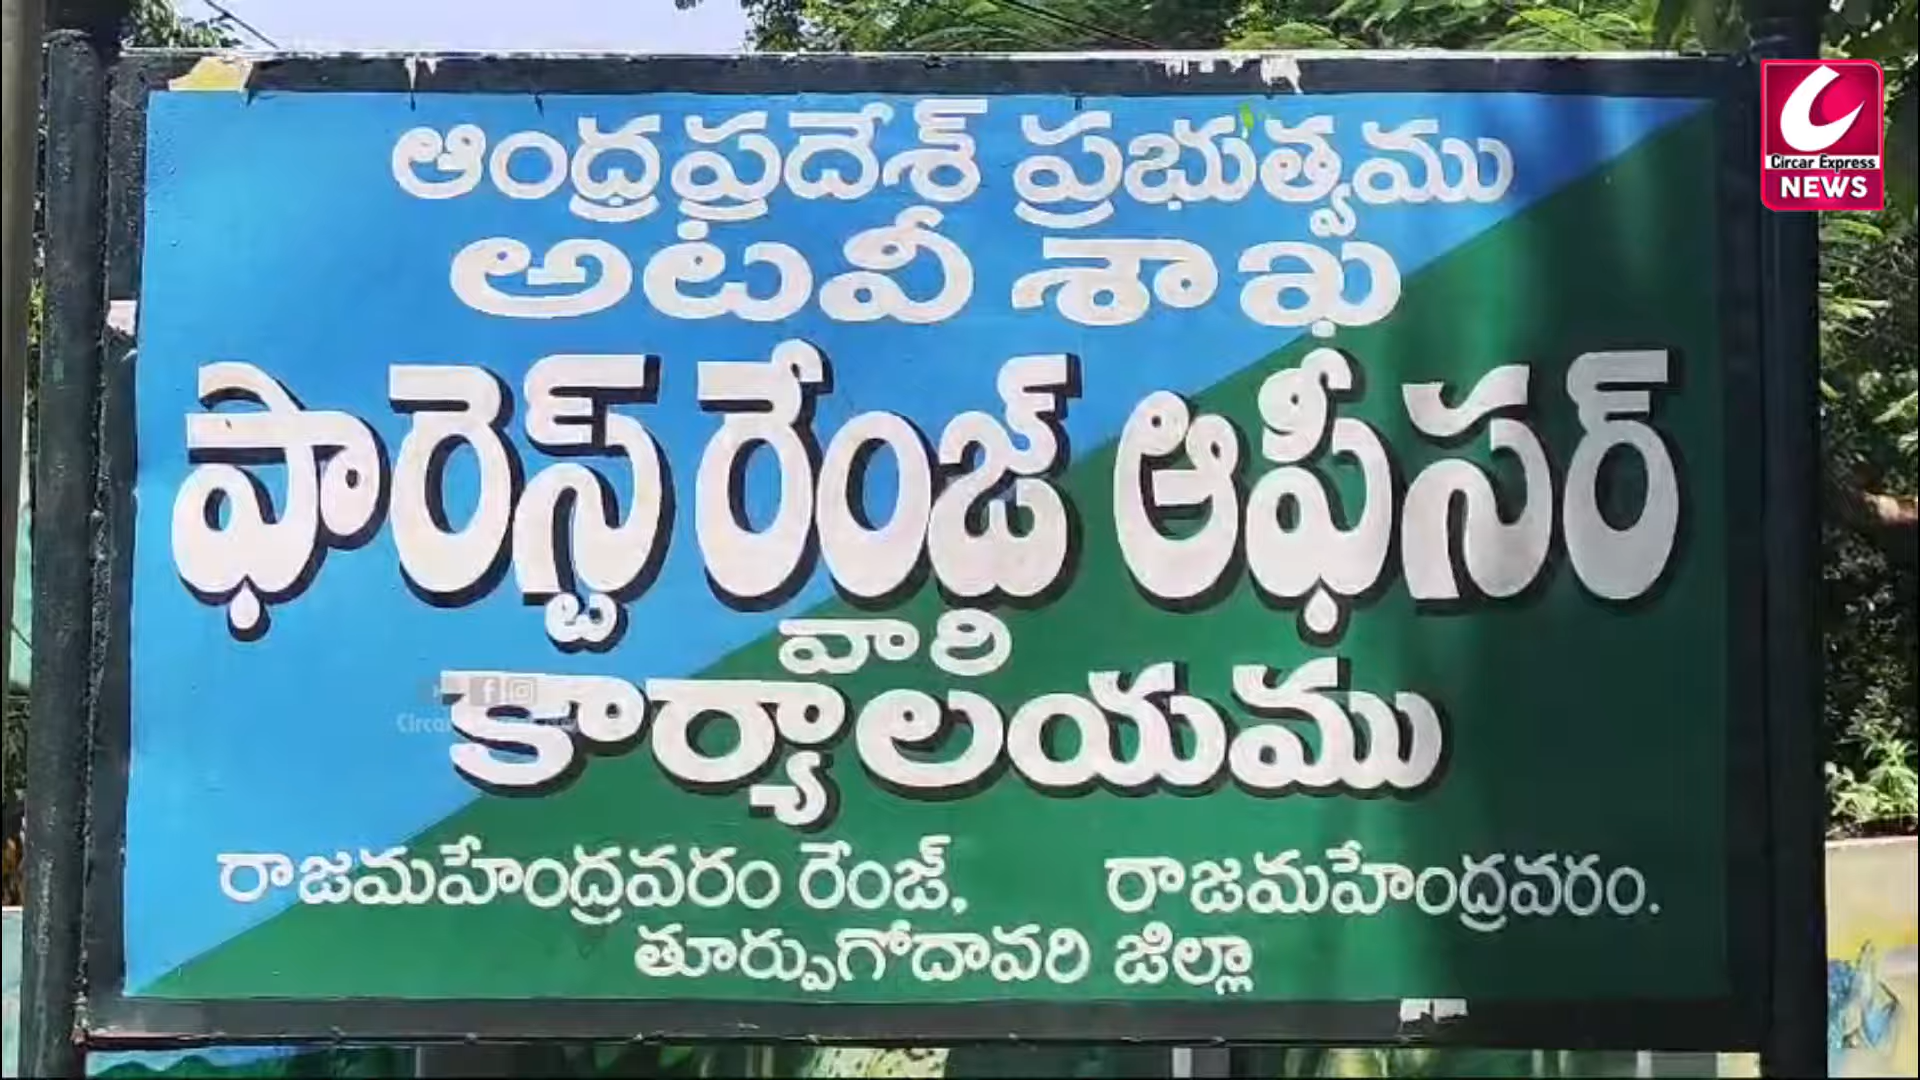 ఆంధ్రప్రదేశ్ ప్రభుత్వము
అటవీ శాఖ
ఫారెస్ట్ రేంజ్ ఆఫీసర్
వారి
కార్యాలయము
రాజమహేంద్రవరం రేంజ్, రాజమహేంద్రవరం.
తూర్పుగోదావరి జిల్లా
Circar Express
NEWS